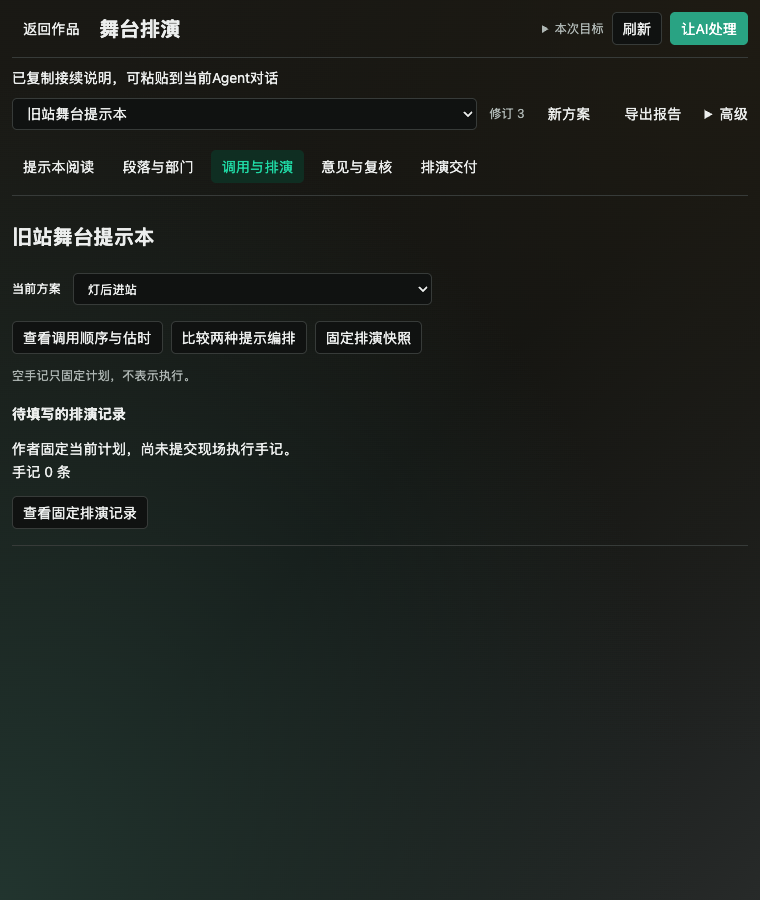 返回作品 舞台排演 ▶ 本次目标 刷新 让AI处理
已复制接续说明，可粘贴到当前Agent对话
旧站舞台提示本 修订 3 新方案 导出报告 ▶ 高级
提示本阅读 段落与部门 调用与排演 意见与复核 排演交付
旧站舞台提示本
当前方案 灯后进站
查看调用顺序与估时 比较两种提示编排 固定排演快照
空手记只固定计划，不表示执行。
待填写的排演记录
作者固定当前计划，尚未提交现场执行手记。
手记 0 条
查看固定排演记录